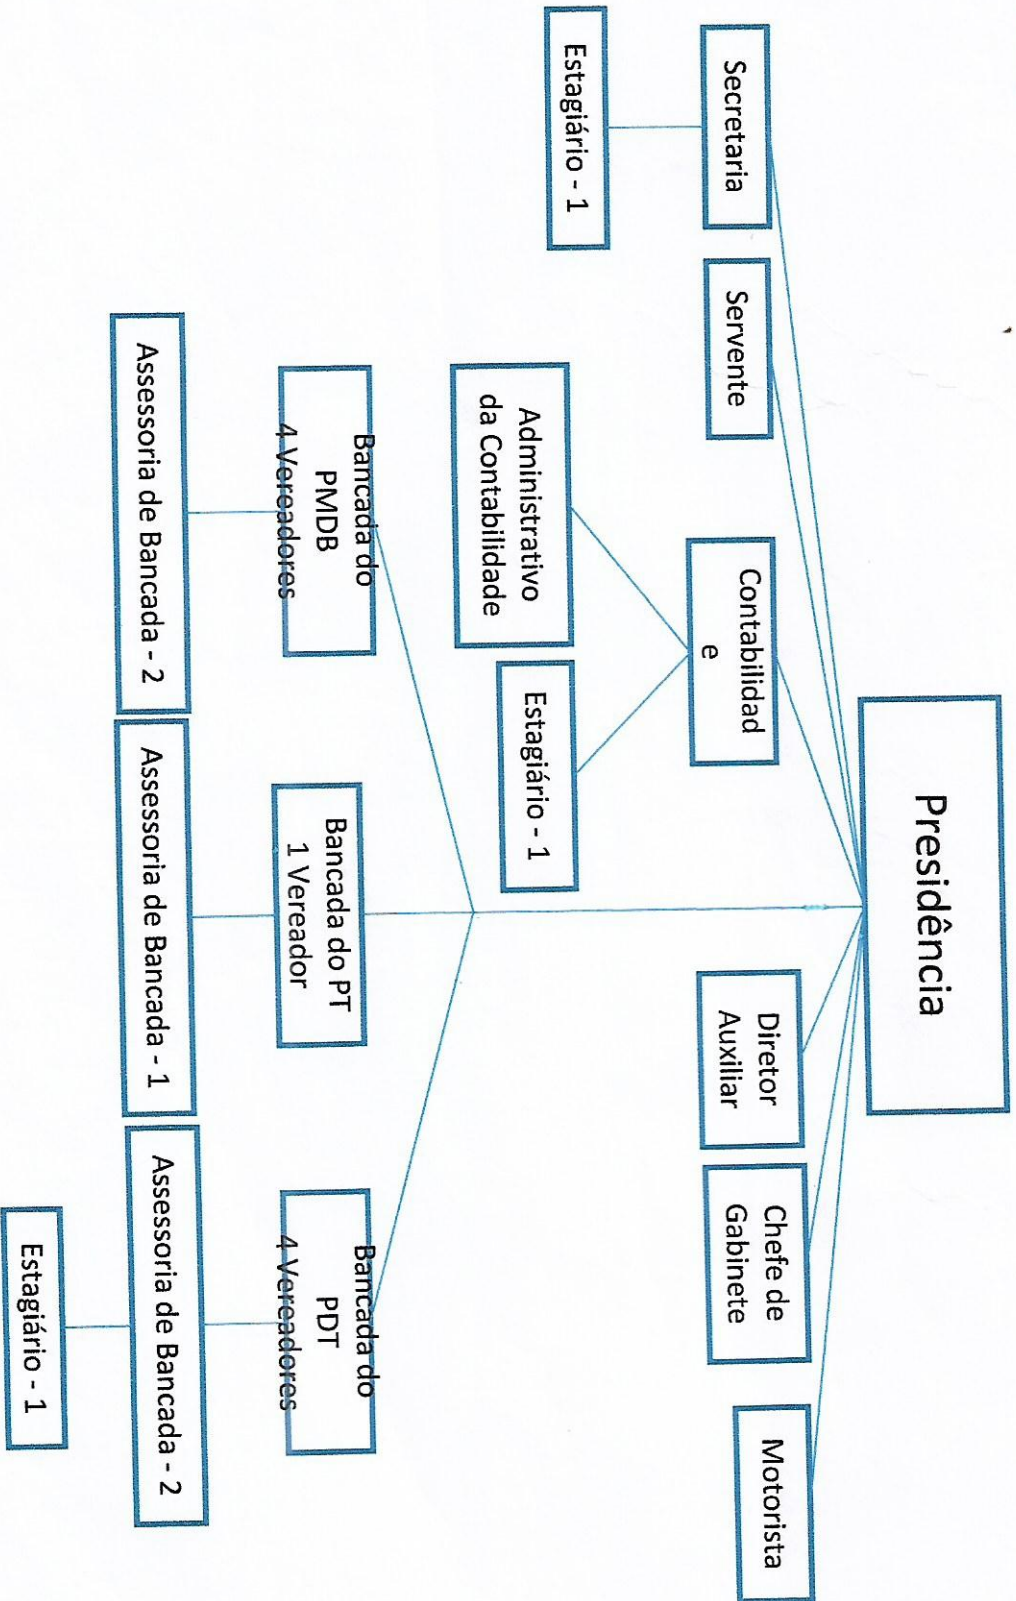 Presidência
Secretaria
Servente
Contabilidad
e
Diretor
Auxiliar
Chefe de
Gabinete
Motorista
Estagiário - 1
Administrativo
da Contabilidade
Estagiário - 1
Bancada do
PMDB
4 Vereadores
Bancada do PT
1 Vereador
Bancada do
PDT
4 Vereadores
Assessoria de Bancada - 2
Assessoria de Bancada - 1
Assessoria de Bancada - 2
Estagiário - 1